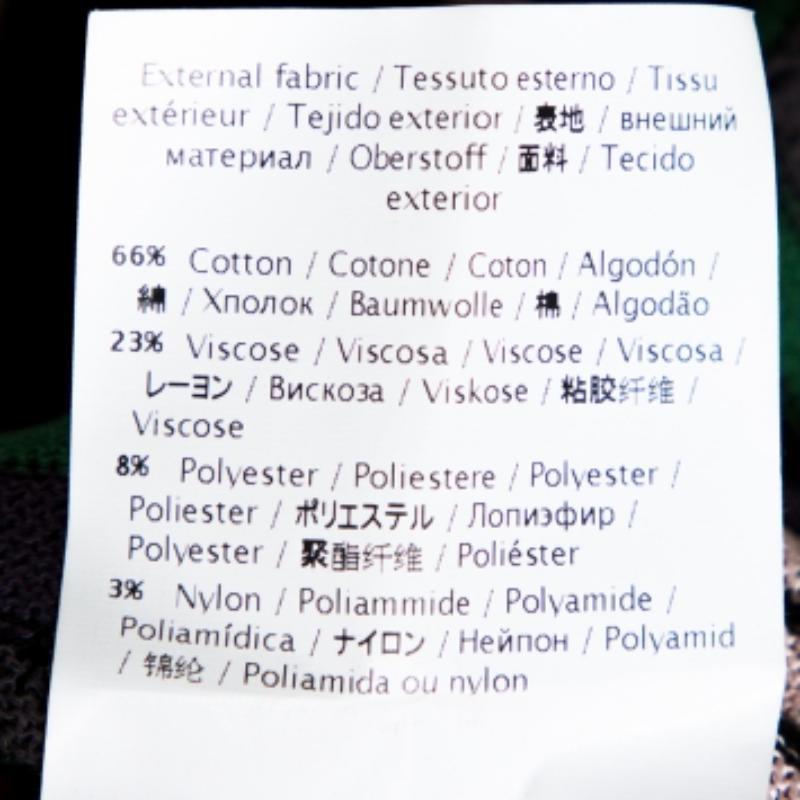 External fabric / Tessuto esterno / Tissu
extérieur / Tejido exterior / 表地 / внешний
материал / Oberstoff / 面料 / Tecido
exterior
66% Cotton / Cotone / Coton / Algodón /
綿 / Хполок / Baumwolle / 棉 / Algodão
23% Viscose / Viscosa / Viscose / Viscosa /
レーヨン / Вискоза / Viskose / 粘胶纤维 /
Viscose
8% Polyester / Poliestere / Polyester /
Poliester / ポリエステル / Лопиэфир /
Polyester / 聚酯纤维 / Poliéster
3% Nylon / Poliammide / Polyamide /
Poliamídica / ナイロン / Нейпон / Polyamid
/ 锦纶 / Poliamida ou nylon